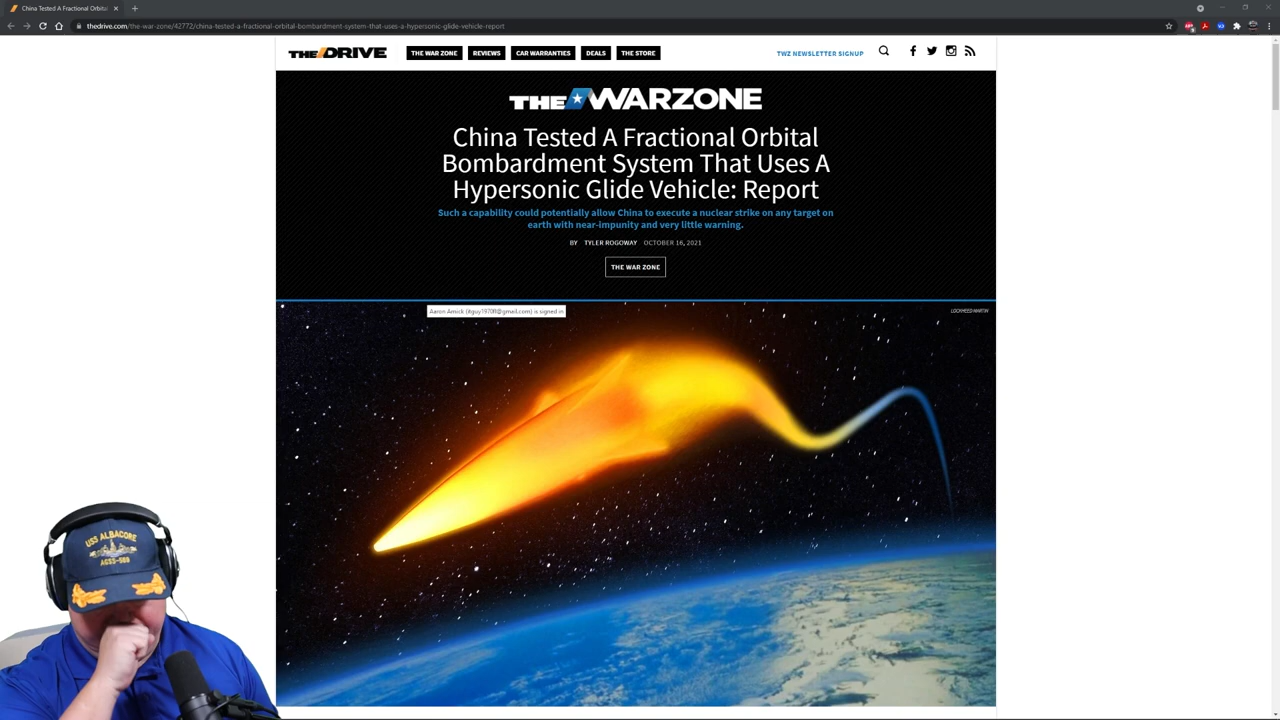 China Tested A Fractional Orbital
thedrive.com/the-war-zone/42772/china-tested-a-fractional-orbital-bombardment-system-that-uses-a-hypersonic-glide-vehicle-report
THE DRIVE
THE WAR ZONE
REVIEWS
CAR WARRANTIES
DEALS
THE STORE
TWZ NEWSLETTER SIGNUP
THE WARZONE
China Tested A Fractional Orbital
Bombardment System That Uses A
Hypersonic Glide Vehicle: Report
Such a capability could potentially allow China to execute a nuclear strike on any target on
earth with near-impunity and very little warning.
BY TYLER ROGOWAY OCTOBER 16, 2021
THE WAR ZONE
Aaron Amick
is signed in
LOCKHEED MARTIN
USS ALBACORE
AGSS-569